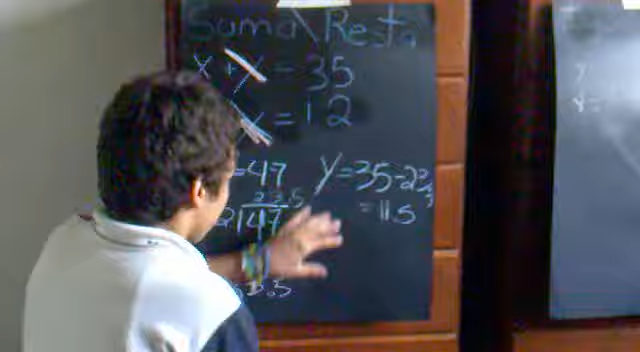 Suma\Resta
x + y = 35
y = 12
= 47
y = 35 - 23.5
23.5
= 11.5
2 47